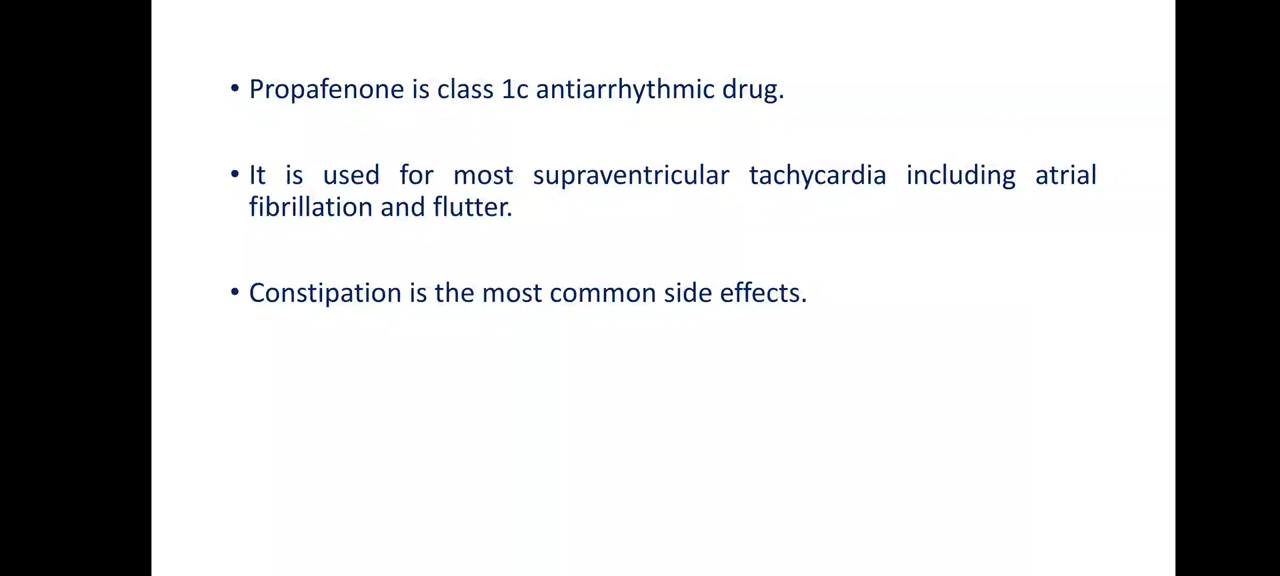 • Propafenone is class 1c antiarrhythmic drug.
• It is used for most supraventricular tachycardia including atrial
fibrillation and flutter.
• Constipation is the most common side effects.